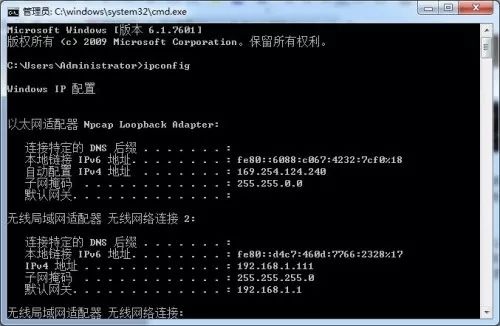 管理员: C:\windows\system32\cmd.exe
Microsoft Windows [版本 6.1.7601]
版权所有 (c) 2009 Microsoft Corporation。保留所有权利。
C:\Users\Administrator>ipconfig
Windows IP 配置
以太网适配器 Npcap Loopback Adapter:
连接特定的 DNS 后缀 . . . . . . . :
本地链接 IPv6 地址. . . . . . . . : fe80::6088:c067:4232:7cf0%18
自动配置 IPv4 地址 . . . . . . . : 169.254.124.240
子网掩码 . . . . . . . . . . . . : 255.255.0.0
默认网关. . . . . . . . . . . . . :
无线局域网适配器 无线网络连接 2:
连接特定的 DNS 后缀 . . . . . . . :
本地链接 IPv6 地址. . . . . . . . : fe80::d4c7:460d:7766:2328%17
IPv4 地址 . . . . . . . . . . . . : 192.168.1.111
子网掩码 . . . . . . . . . . . . : 255.255.255.0
默认网关. . . . . . . . . . . . . : 192.168.1.1
无线局域网适配器 无线网络连接: